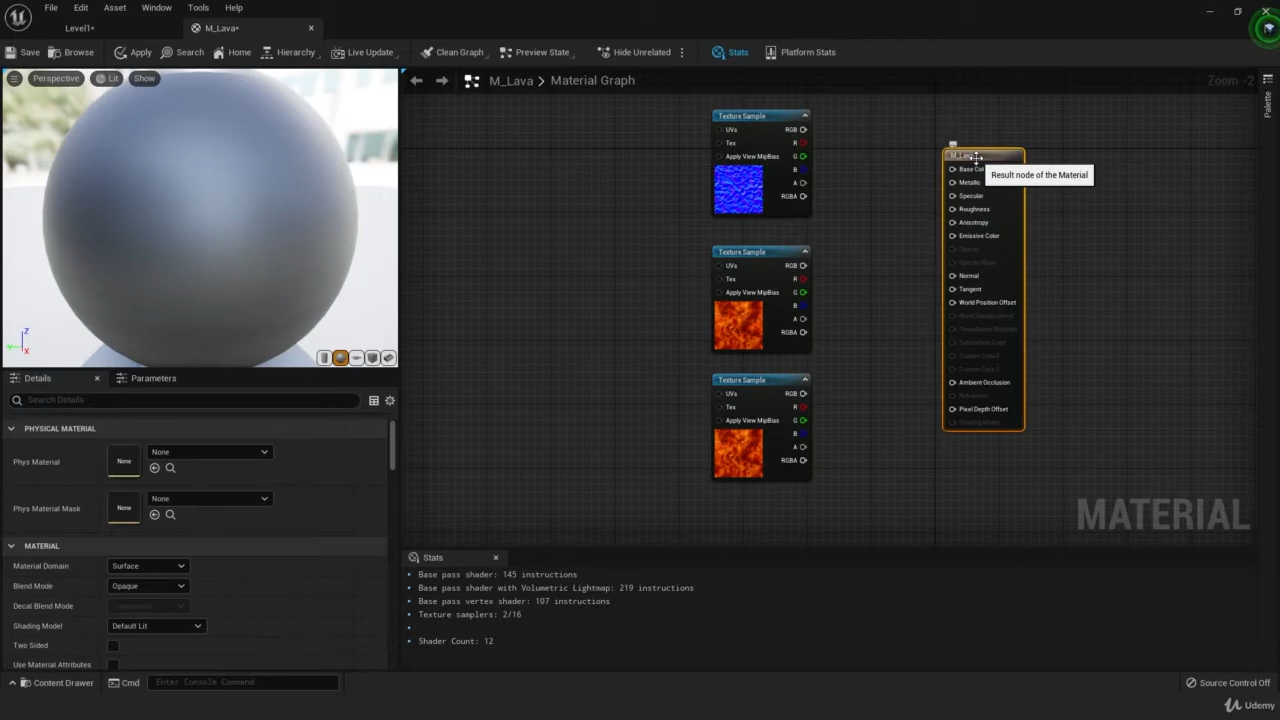 File Edit Asset Window Tools Help
Level1* M_Lava*
Save Browse Apply Search Home Hierarchy Live Update Clean Graph Preview State Hide Unrelated Stats Platform Stats
Perspective Lit Show
M_Lava > Material Graph
Zoom -2
Palette
Texture Sample
UVs RGB
Tex R
Apply View MipBias G
B
A
RGBA
Texture Sample
UVs RGB
Tex R
Apply View MipBias G
B
A
RGBA
Texture Sample
UVs RGB
Tex R
Apply View MipBias G
B
A
RGBA
Result node of the Material
Metallic
Specular
Roughness
Anisotropy
Emissive Color
Normal
Tangent
World Position Offset
Ambient Occlusion
Pixel Depth Offset
MATERIAL
Z
X
Details Parameters
Search Details
PHYSICAL MATERIAL
Phys Material None None
Phys Material Mask None None
MATERIAL
Material Domain Surface
Blend Mode Opaque
Decal Blend Mode
Shading Model Default Lit
Two Sided
Use Material Attributes
Stats
• Base pass shader: 145 instructions
• Base pass shader with Volumetric Lightmap: 219 instructions
• Base pass vertex shader: 107 instructions
• Texture samplers: 2/16
•
• Shader Count: 12
Content Drawer Cmd Enter Console Command Source Control Off
Udemy